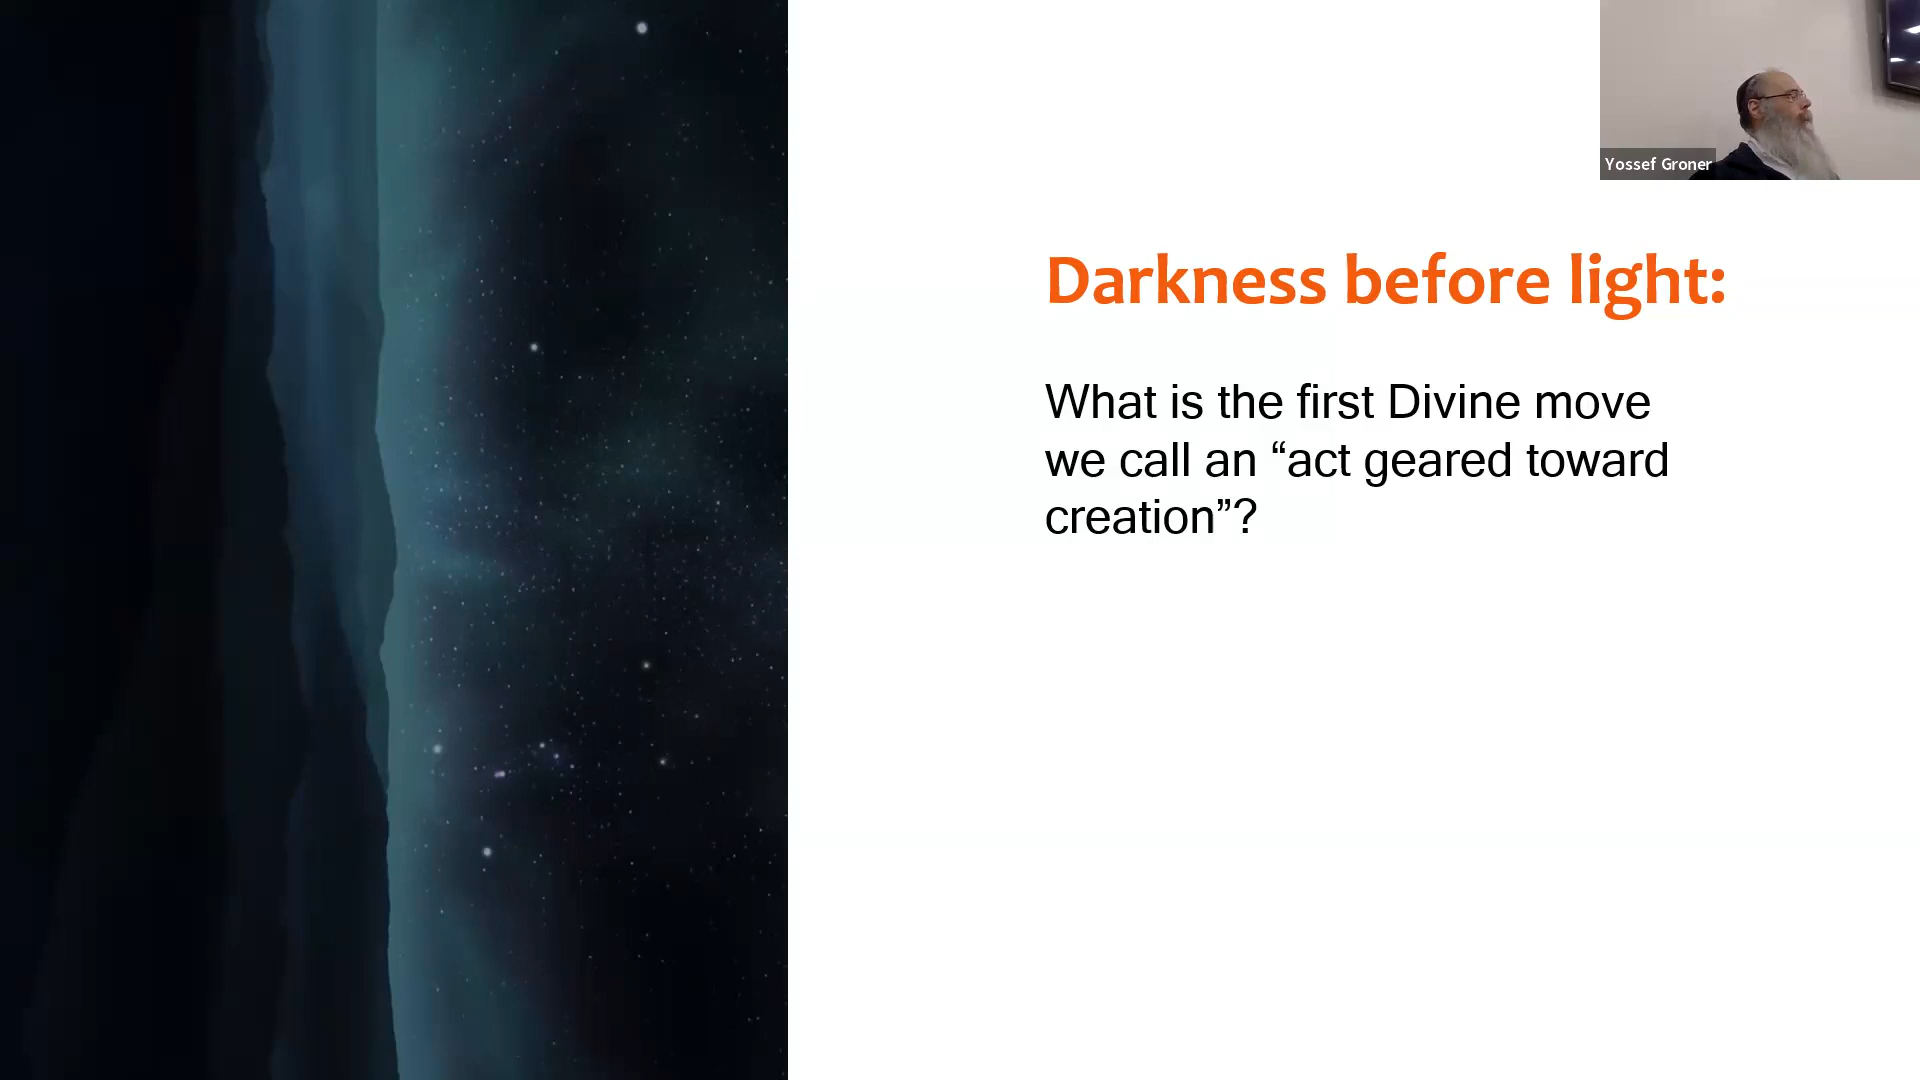 Yossef Groner
Darkness before light:
What is the first Divine move
we call an “act geared toward
creation”?